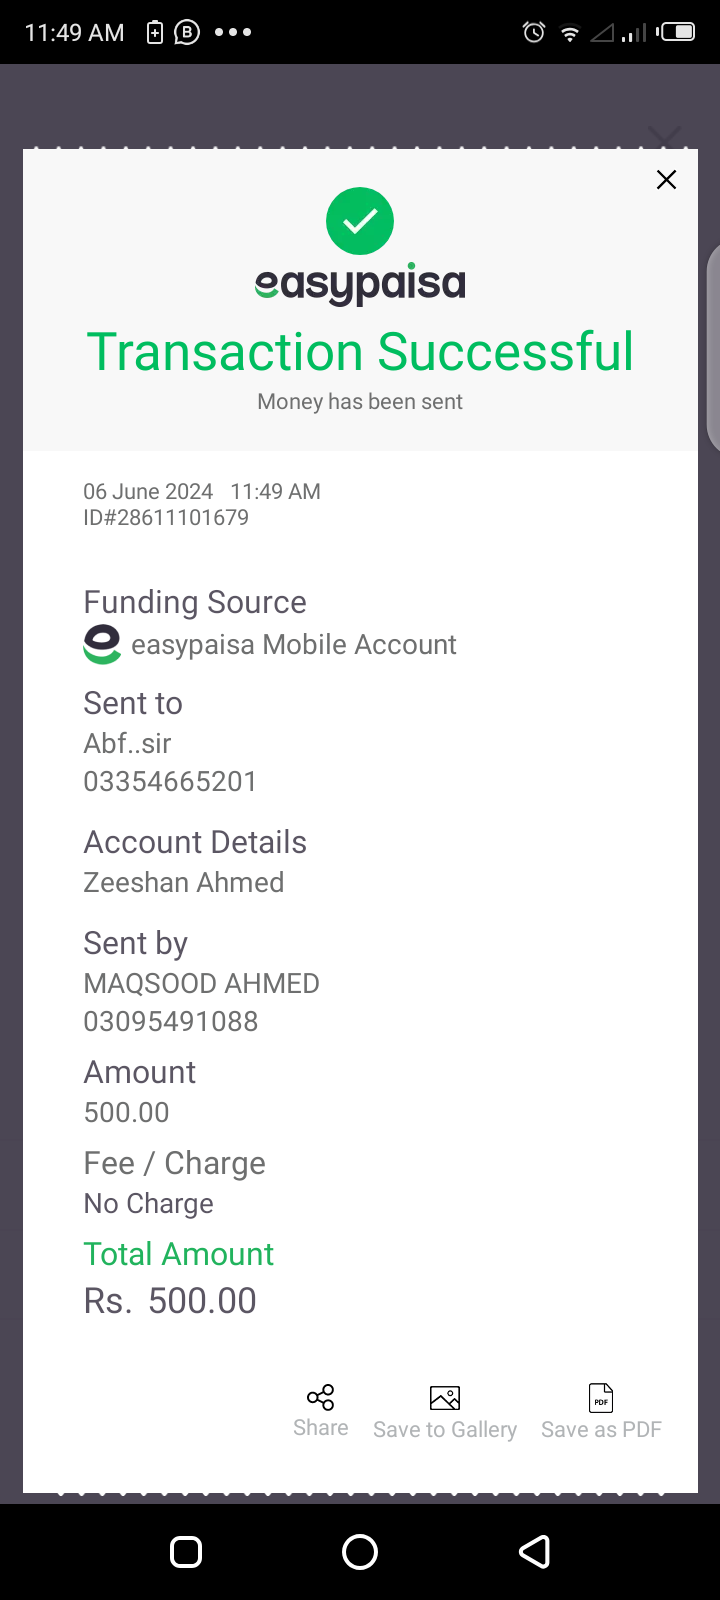 11:49 AM
easypaisa
Transaction Successful
Money has been sent
06 June 2024 11:49 AM
ID#28611101679
Funding Source
easypaisa Mobile Account
Sent to
Abf..sir
03354665201
Account Details
Zeeshan Ahmed
Sent by
MAQSOOD AHMED
03095491088
Amount
500.00
Fee / Charge
No Charge
Total Amount
Rs. 500.00
PDF
Share Save to Gallery Save as PDF